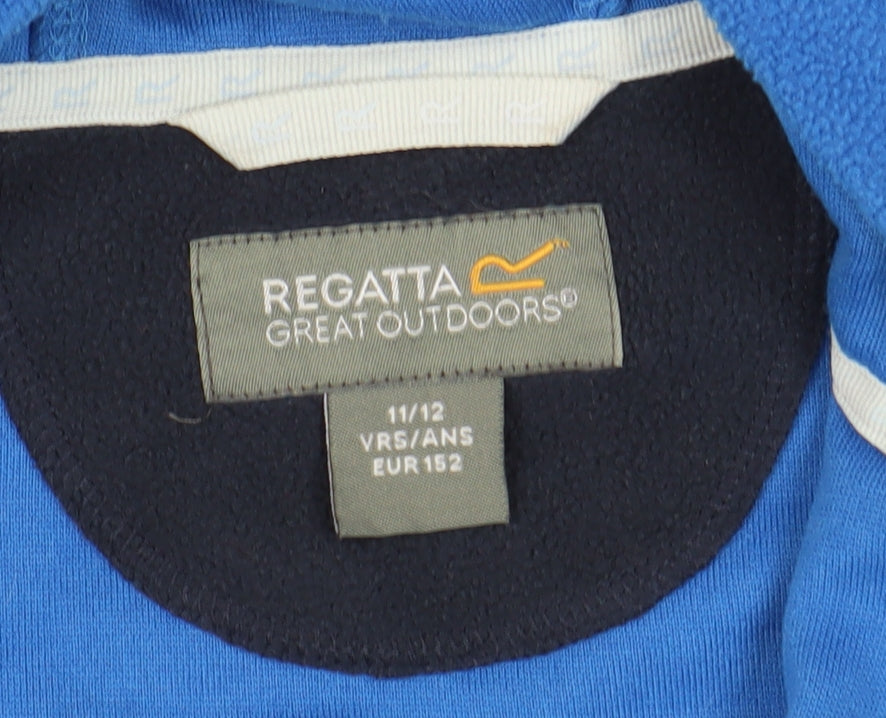 REGATTA
GREAT OUTDOORS®
11/12
YRS/ANS
EUR 152